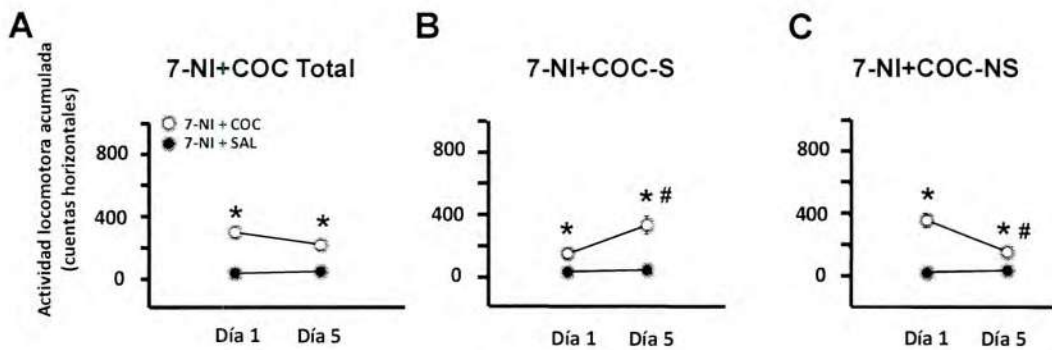 A
7-NI+COC Total
Actividad locomotora acumulada
(cuentas horizontales)
7-NI + COC
7-NI + SAL
800
400
0
*
*
Día 1
Día 5
B
7-NI+COC-S
800
400
0
*
* #
Día 1
Día 5
C
7-NI+COC-NS
800
400
0
*
* #
Día 1
Día 5